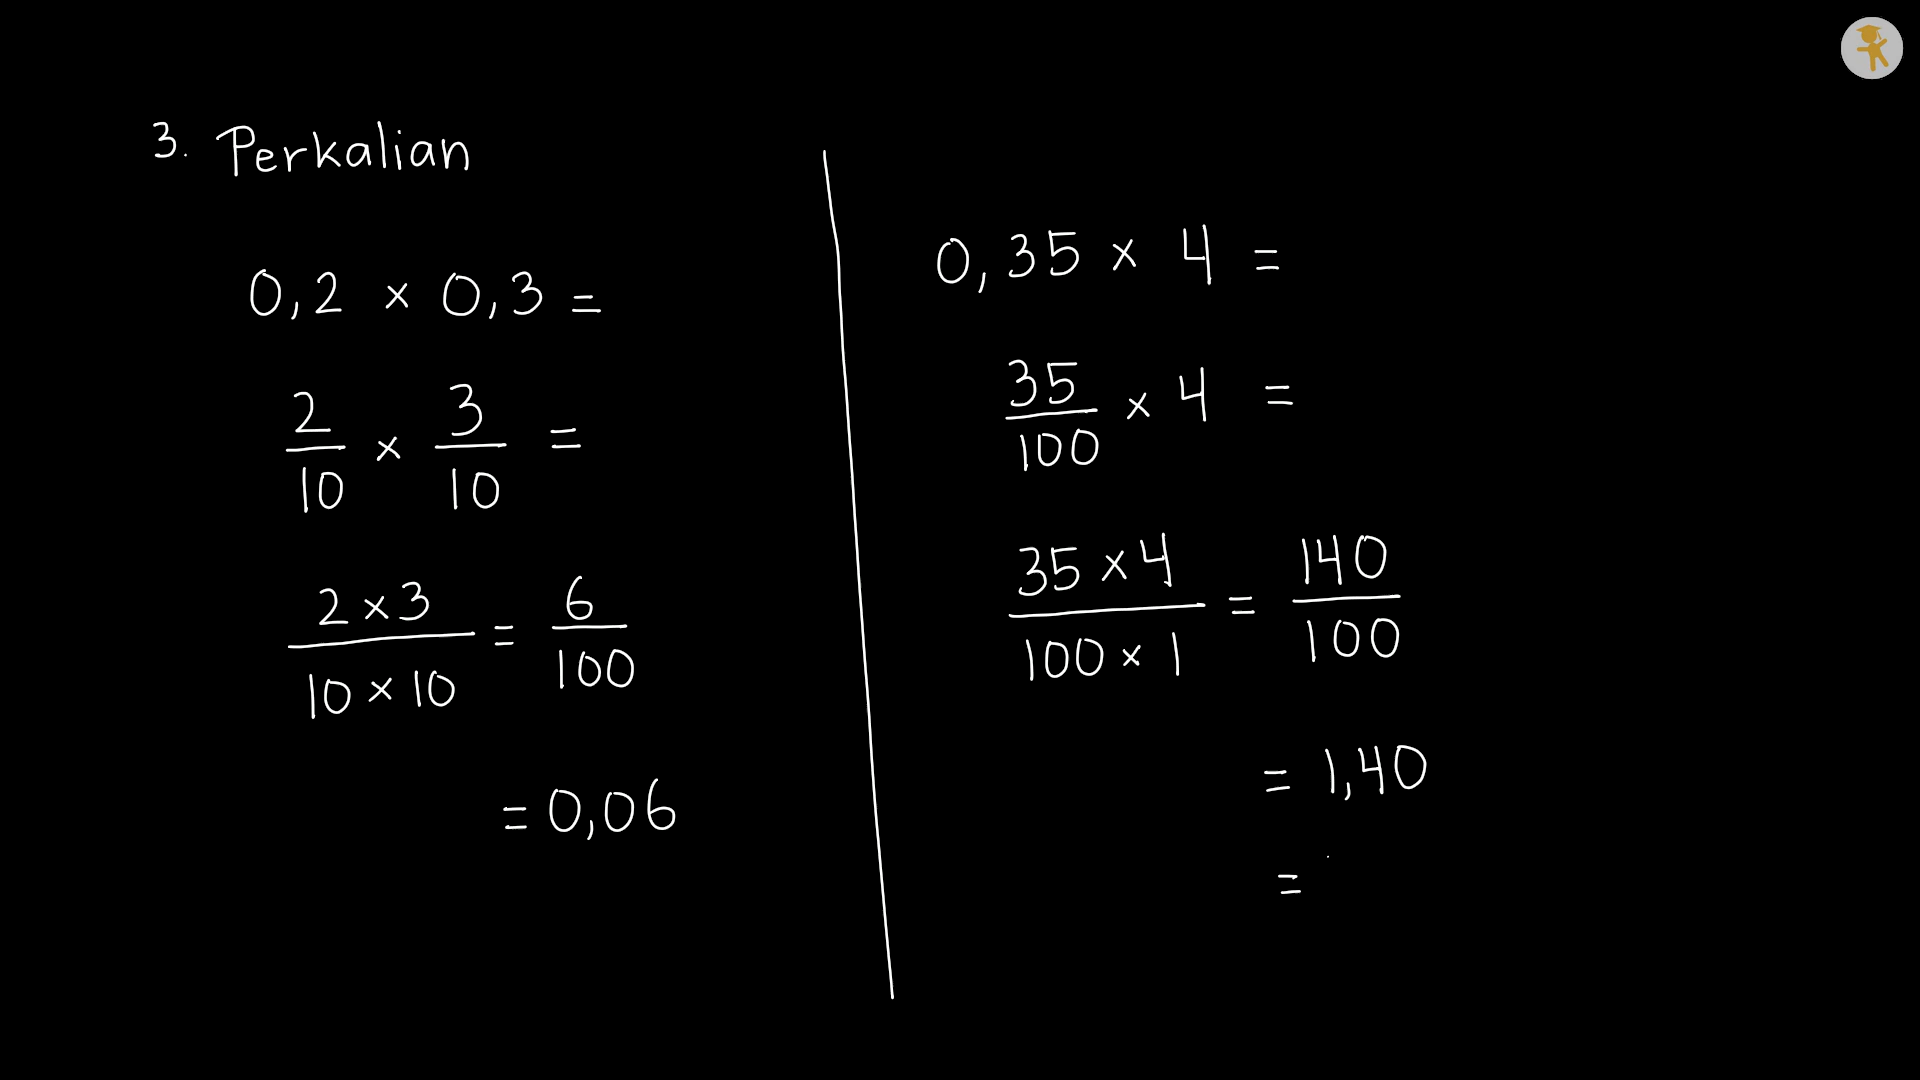 3. Perkalian
0,2 × 0,3 =
2/10 × 3/10 =
2 × 3/10 × 10 = 6/100
= 0,06
0,35 × 4 =
35/100 × 4 =
35 × 4/100 × 1 = 140/100
= 1,40
=